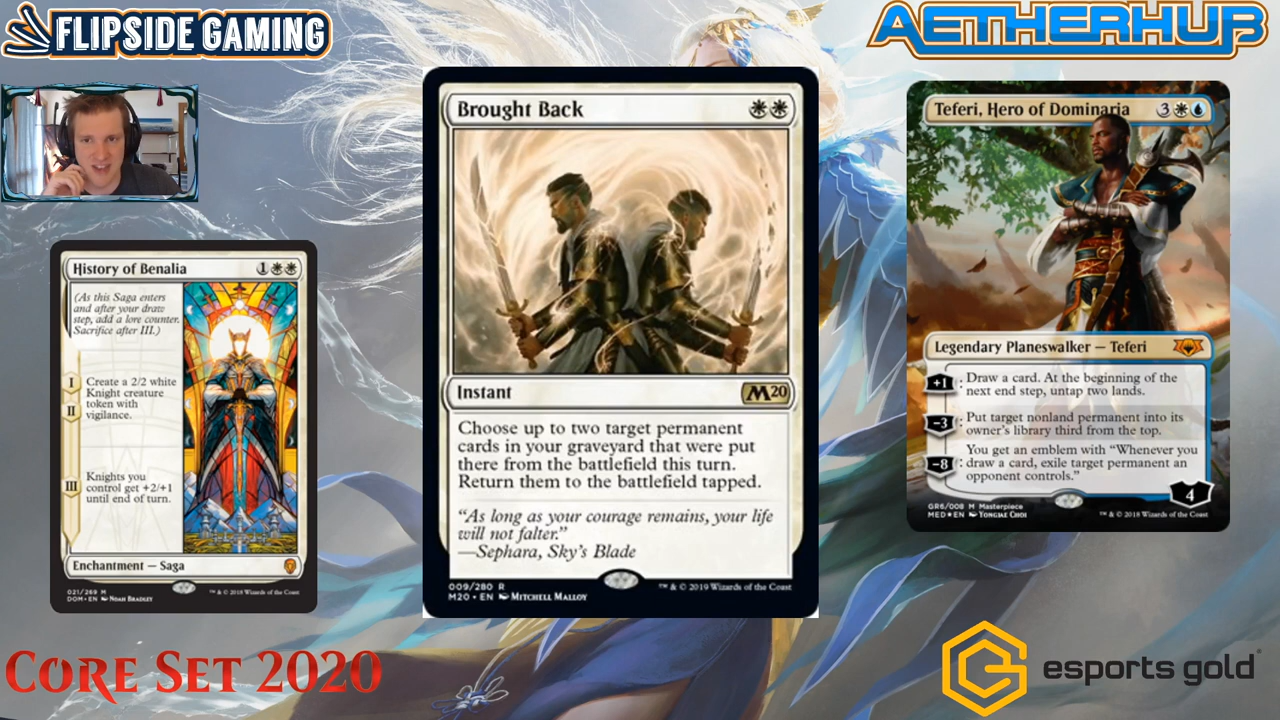 FLIPSIDE GAMING
AETHERHUB
History of Benalia 1
(As this Saga enters
and after your draw
step, add a lore counter.
Sacrifice after III.)
I
II
Create a 2/2 white
Knight creature
token with
vigilance.
III
Knights you
control get +2/+1
until end of turn.
Enchantment — Saga
021/269 M
DOM • EN NOAH BRADLEY
™ & © 2018 Wizards of the Coast
Brought Back
Instant
M20
Choose up to two target permanent
cards in your graveyard that were put
there from the battlefield this turn.
Return them to the battlefield tapped.
“As long as your courage remains, your life
will not falter.”
—Sephara, Sky's Blade
009/280 R
M20 • EN MITCHELL MALLOY
™ & © 2019 Wizards of the Coast
Teferi, Hero of Dominaria 3
Legendary Planeswalker — Teferi
+1 : Draw a card. At the beginning of the
next end step, untap two lands.
−3 : Put target nonland permanent into its
owner's library third from the top.
−8 : You get an emblem with “Whenever you
draw a card, exile target permanent an
opponent controls.”
4
GR6/008 M Masterpiece
MED ★ EN YONGJAE CHOI
™ & © 2018 Wizards of the Coast
CORE SET 2020
esports gold